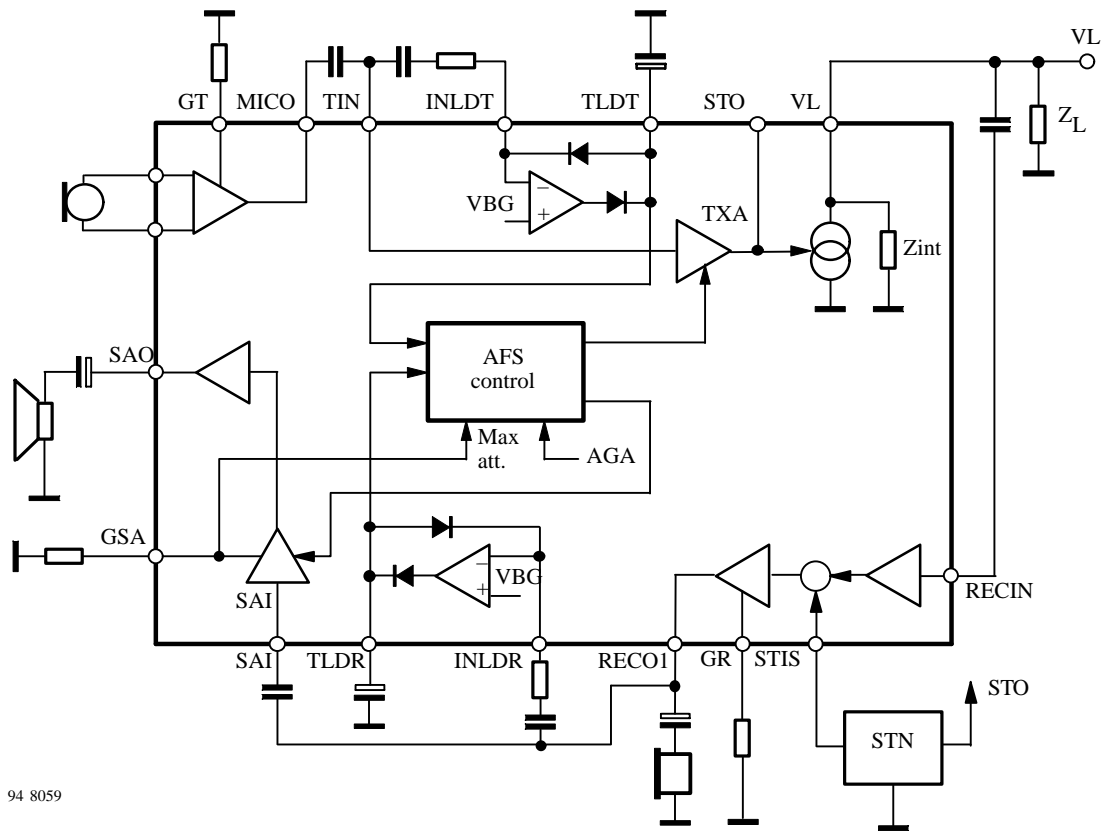 VL
GT
MICO
TIN
INLDT
TLDT
STO
VL
Z_L
VBG
−
+
TXA
Zint
SAO
AFS
control
Max
att.
AGA
GSA
SAI
−
+
VBG
RECIN
SAI
TLDR
INLDR
RECO1
GR
STIS
STO
STN
94 8059